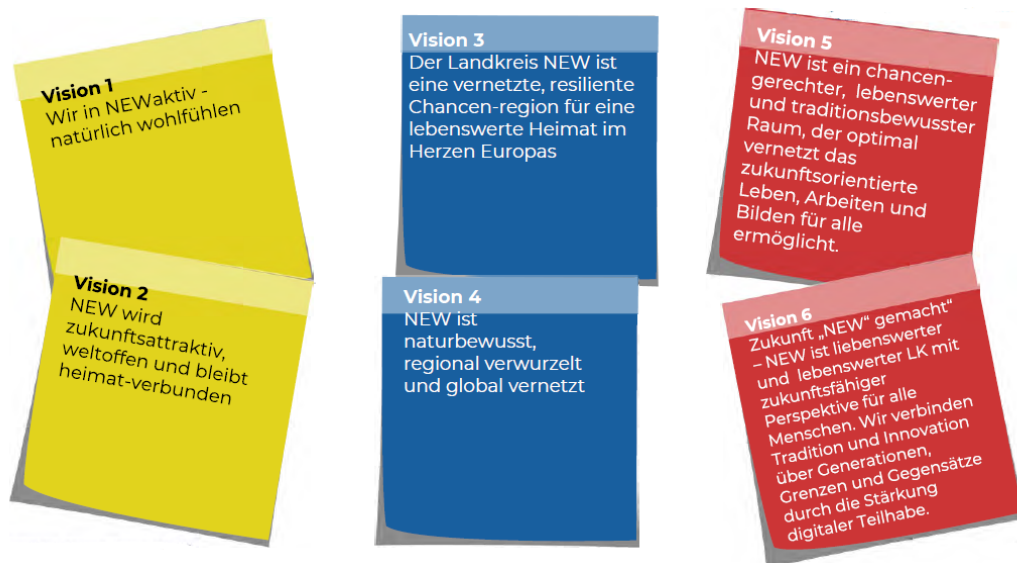 Vision 1
Wir in NEWaktiv -
natürlich wohlfühlen
Vision 2
NEW wird
zukunftsattraktiv,
weltoffen und bleibt
heimat-verbunden
Vision 3
Der Landkreis NEW ist
eine vernetzte, resiliente
Chancen-region für eine
lebenswerte Heimat im
Herzen Europas
Vision 4
NEW ist
naturbewusst,
regional verwurzelt
und global vernetzt
Vision 5
NEW ist ein chancen-
gerechter, lebenswerter
und traditionsbewusster
Raum, der optimal
vernetzt das
zukunftsorientierte
Leben, Arbeiten und
Bilden für alle
ermöglicht.
Vision 6
Zukunft „NEW“ gemacht“
– NEW ist liebenswerter
und lebenswerter LK mit
zukunftsfähiger
Perspektive für alle
Menschen. Wir verbinden
Tradition und Innovation
über Generationen,
Grenzen und Gegensätze
durch die Stärkung
digitaler Teilhabe.